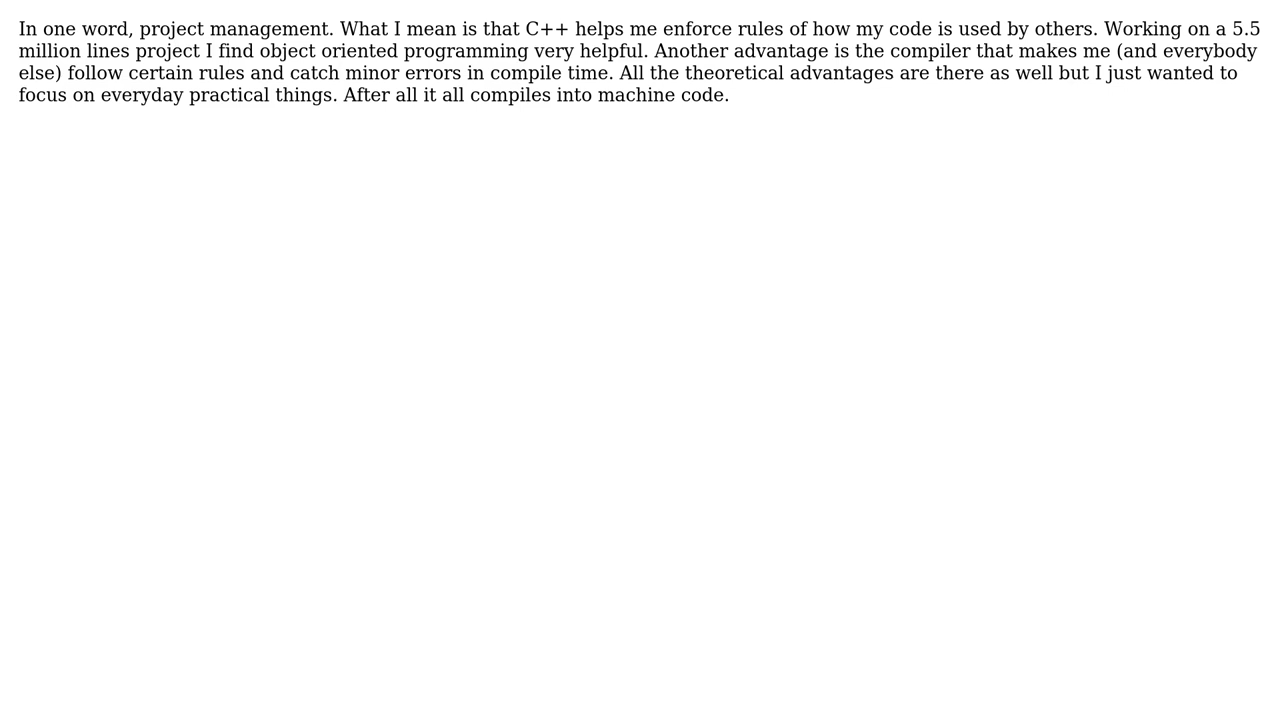 In one word, project management. What I mean is that C++ helps me enforce rules of how my code is used by others. Working on a 5.5
million lines project I find object oriented programming very helpful. Another advantage is the compiler that makes me (and everybody
else) follow certain rules and catch minor errors in compile time. All the theoretical advantages are there as well but I just wanted to
focus on everyday practical things. After all it all compiles into machine code.